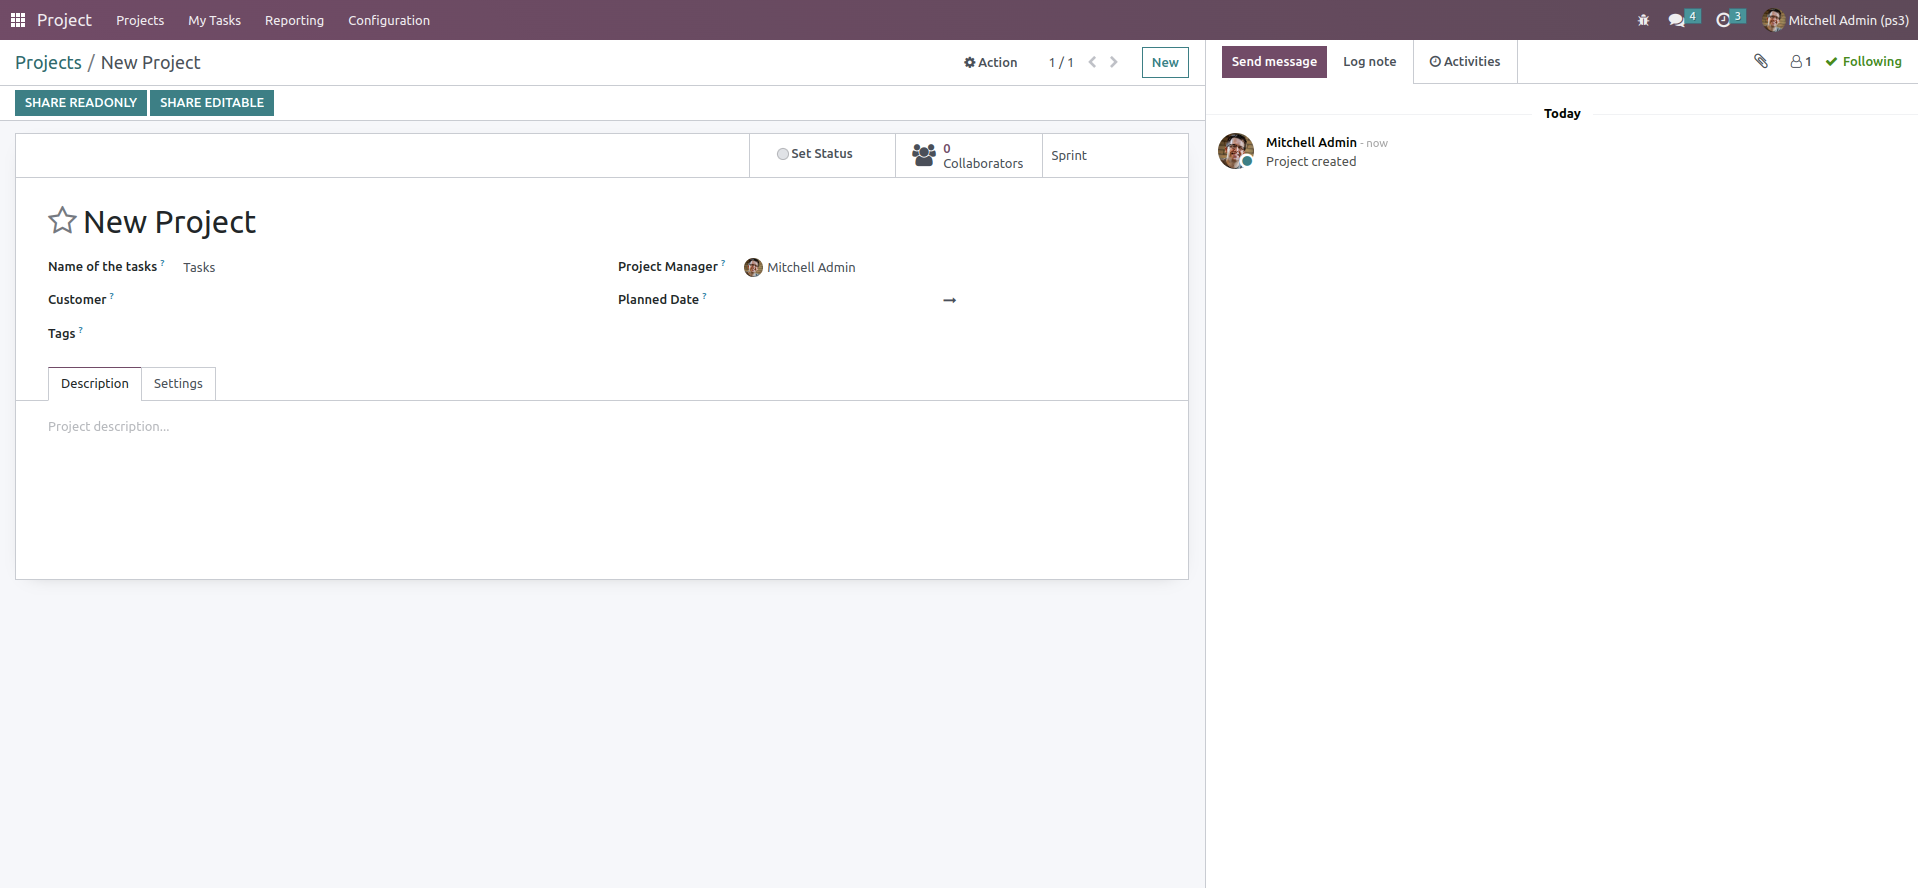 Project Projects My Tasks Reporting Configuration 4 3 Mitchell Admin (ps3)
Projects / New Project Action 1 / 1 New
Send message Log note Activities 1 Following
SHARE READONLY SHARE EDITABLE
Set Status 0 Collaborators Sprint
New Project
Name of the tasks ? Tasks
Project Manager ? Mitchell Admin
Customer ?
Planned Date ? →
Tags ?
Description Settings
Project description...
Today
Mitchell Admin - now
Project created